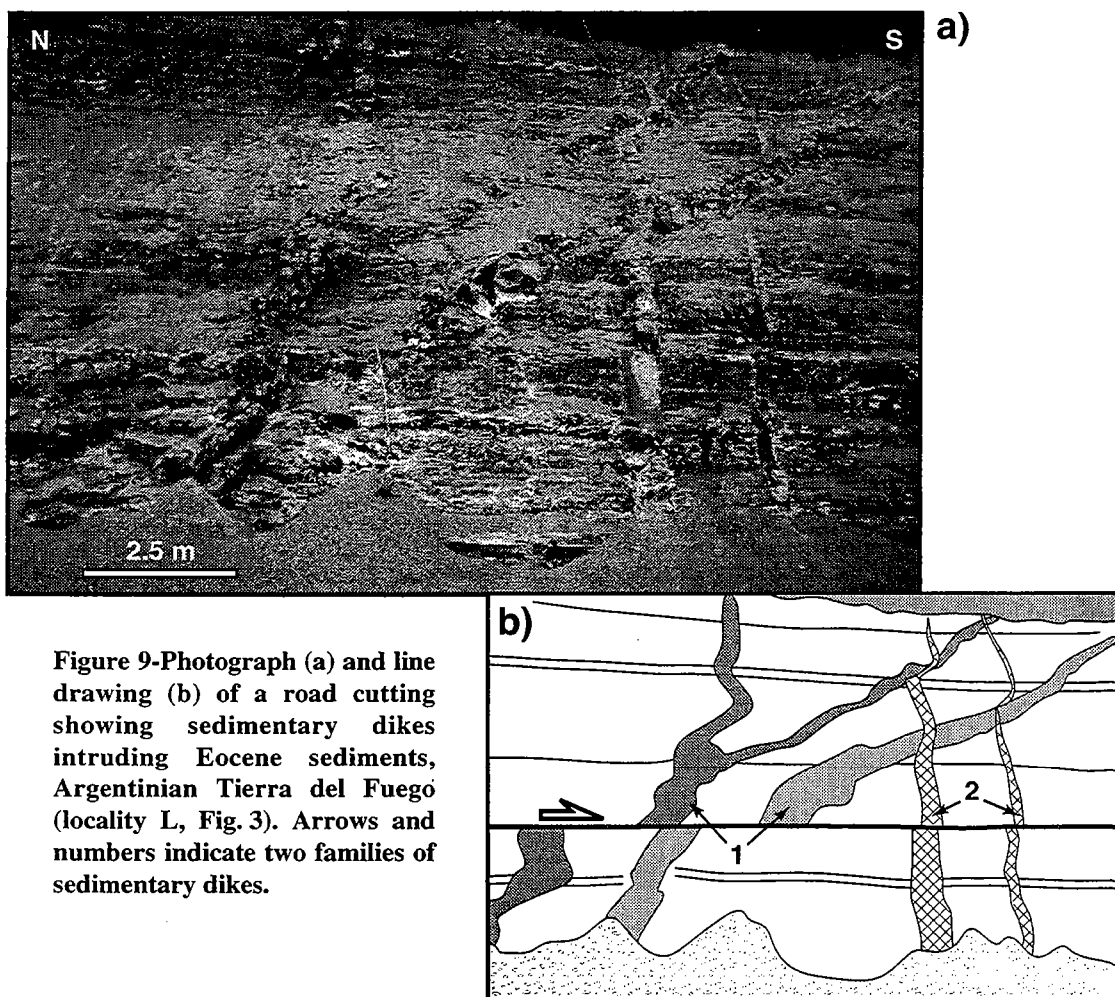 N
S
a)
2.5 m
b)
1
2
Figure 9-Photograph (a) and line
drawing (b) of a road cutting
showing sedimentary dikes
intruding Eocene sediments,
Argentinian Tierra del Fuego
(locality L, Fig. 3). Arrows and
numbers indicate two families of
sedimentary dikes.